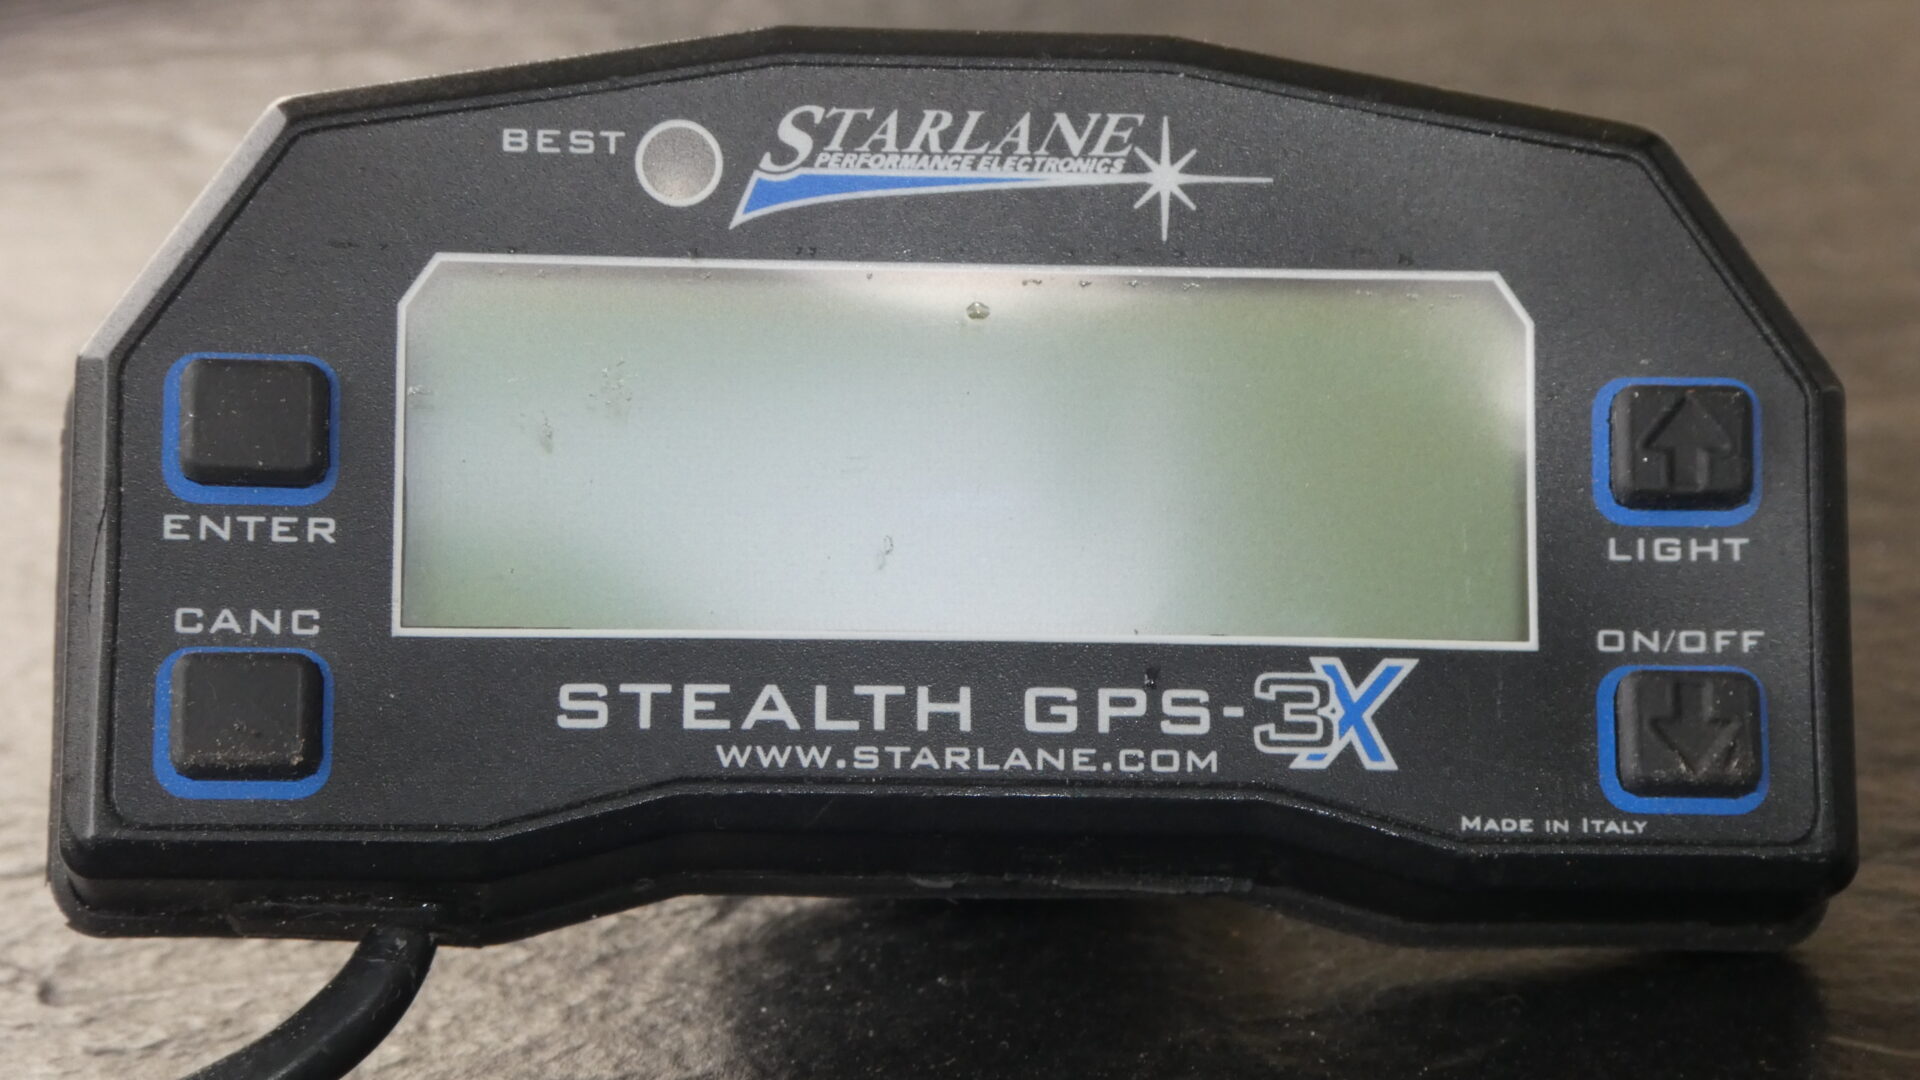 BEST
STARLANE
PERFORMANCE ELECTRONICS
ENTER
LIGHT
CANC
ON/OFF
STEALTH GPS-3X
WWW.STARLANE.COM
MADE IN ITALY